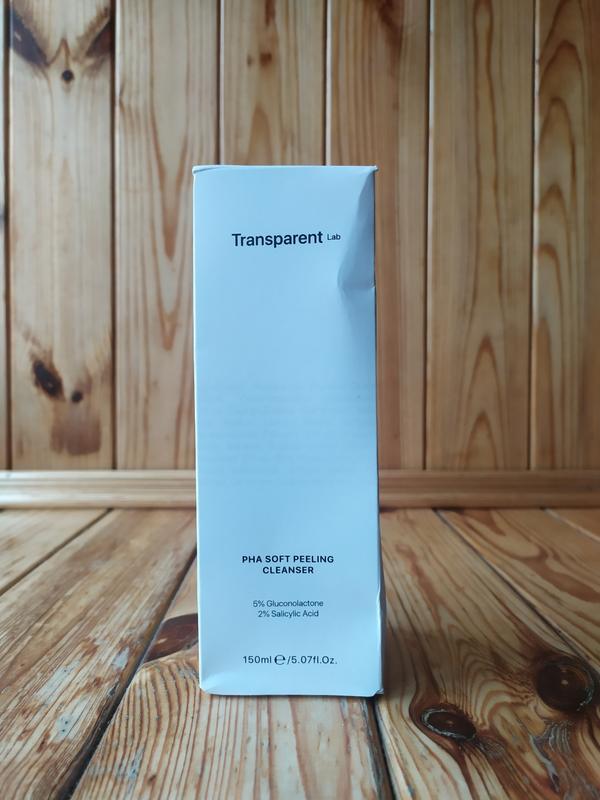 Transparent Lab
PHA SOFT PEELING
CLEANSER
5% Gluconolactone
2% Salicylic Acid
150ml ℮/5.07fl.Oz.